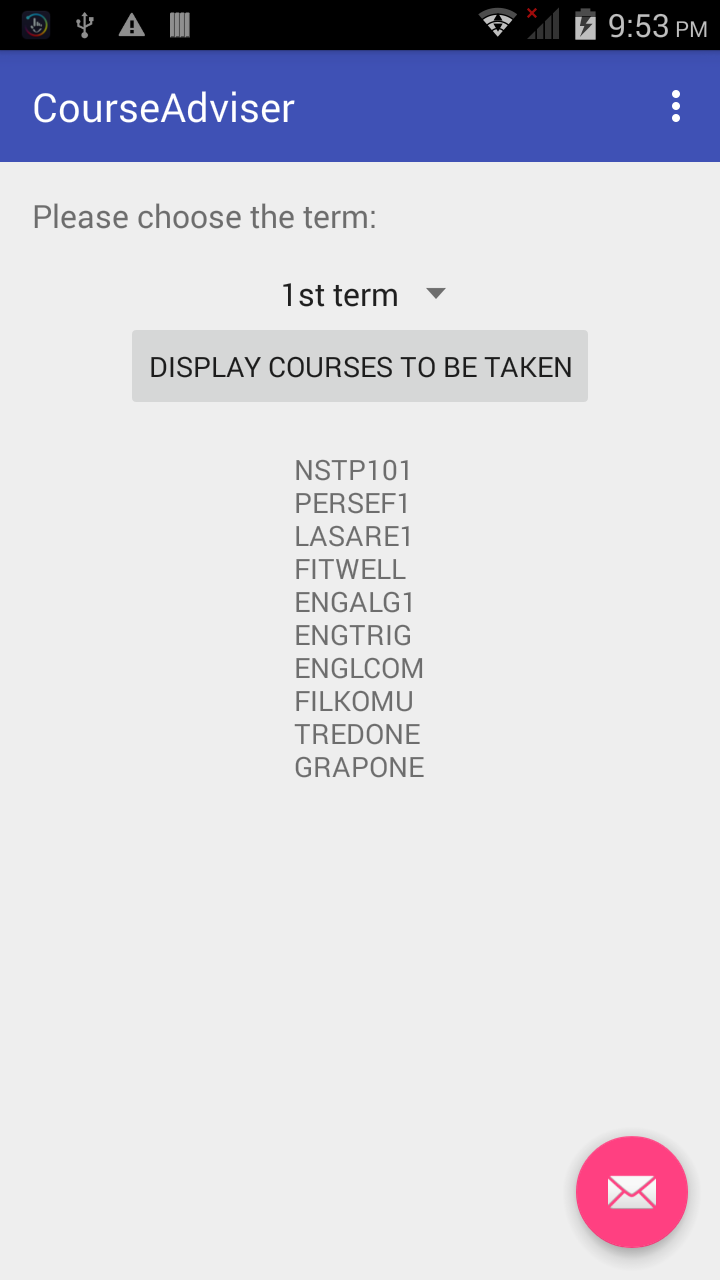 9:53 PM
CourseAdviser
Please choose the term:
1st term
DISPLAY COURSES TO BE TAKEN
NSTP101
PERSEF1
LASARE1
FITWELL
ENGALG1
ENGTRIG
ENGLCOM
FILKOMU
TREDONE
GRAPONE